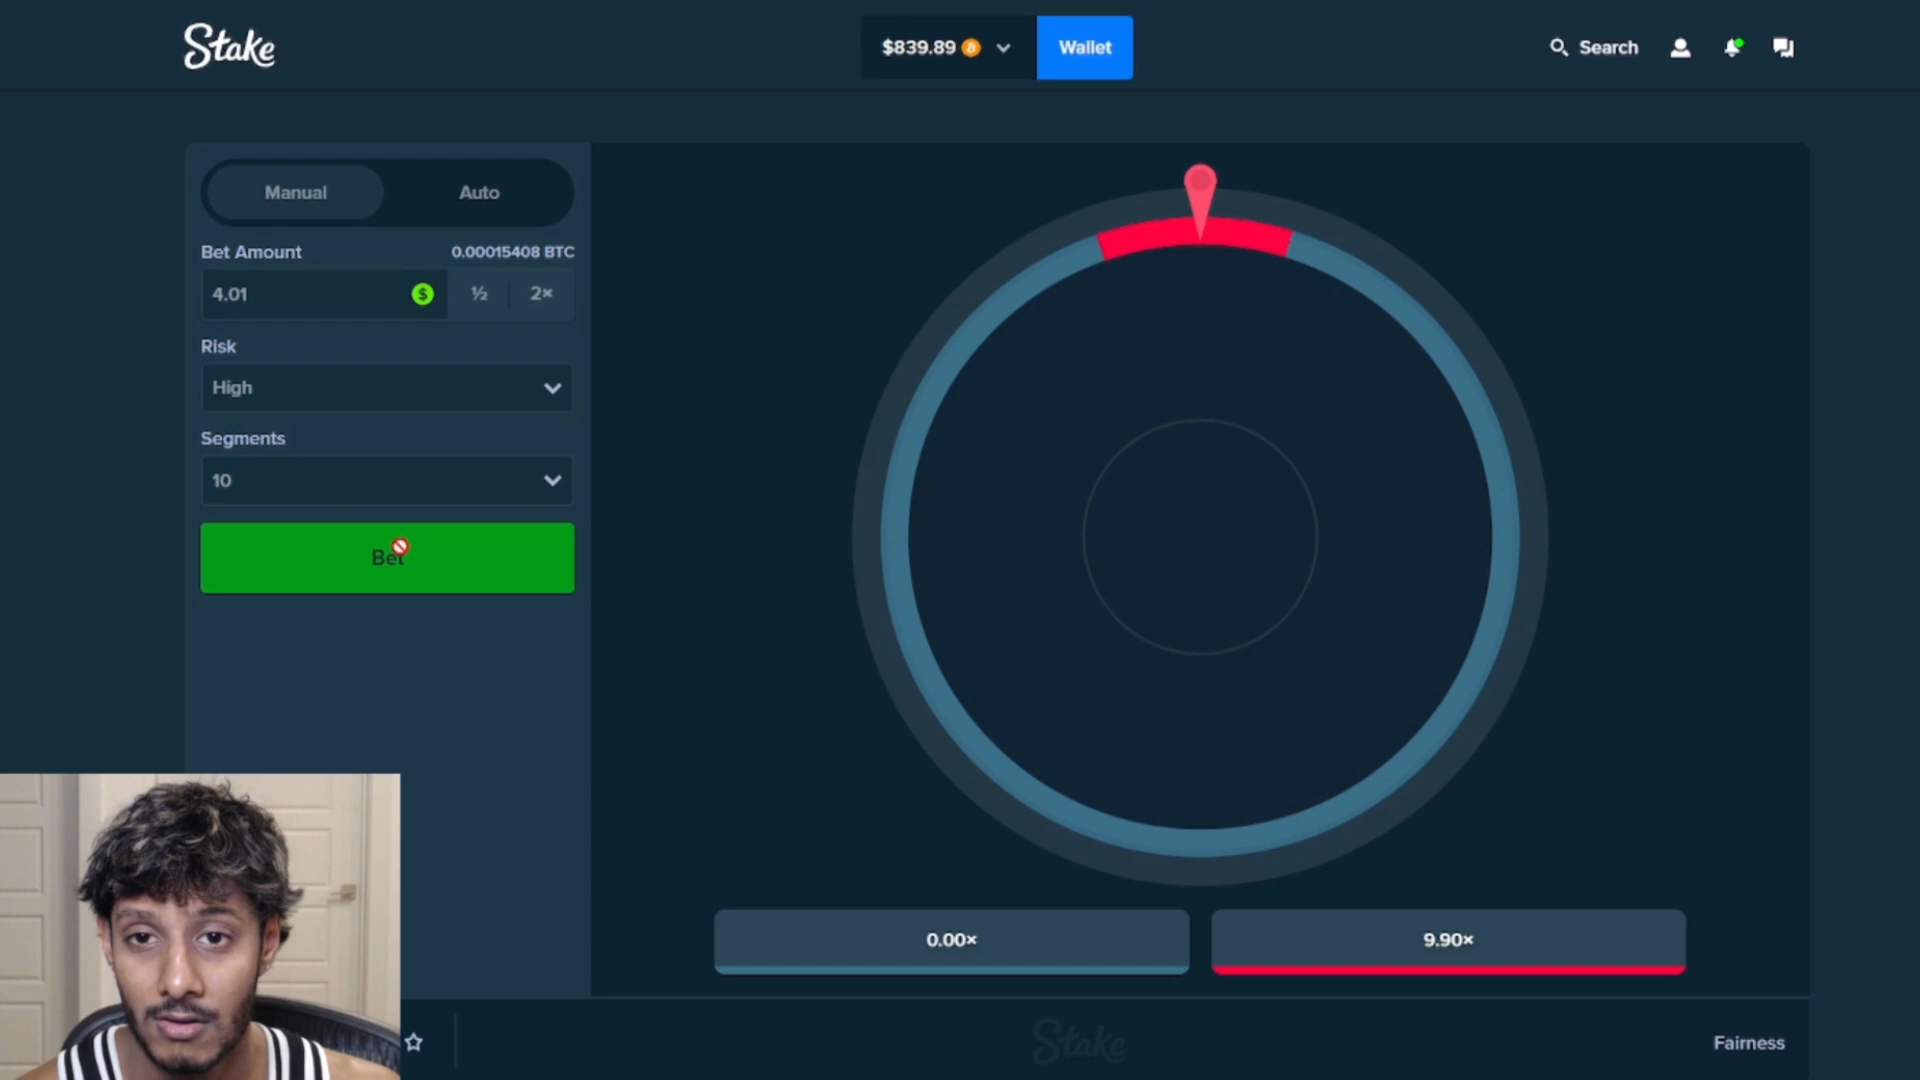 Stake
$839.89
Wallet
Search
Manual
Auto
Bet Amount
0.00015408 BTC
4.01
$
½
2×
Risk
High
Segments
10
Bet
0.00×
9.90×
Stake
Fairness